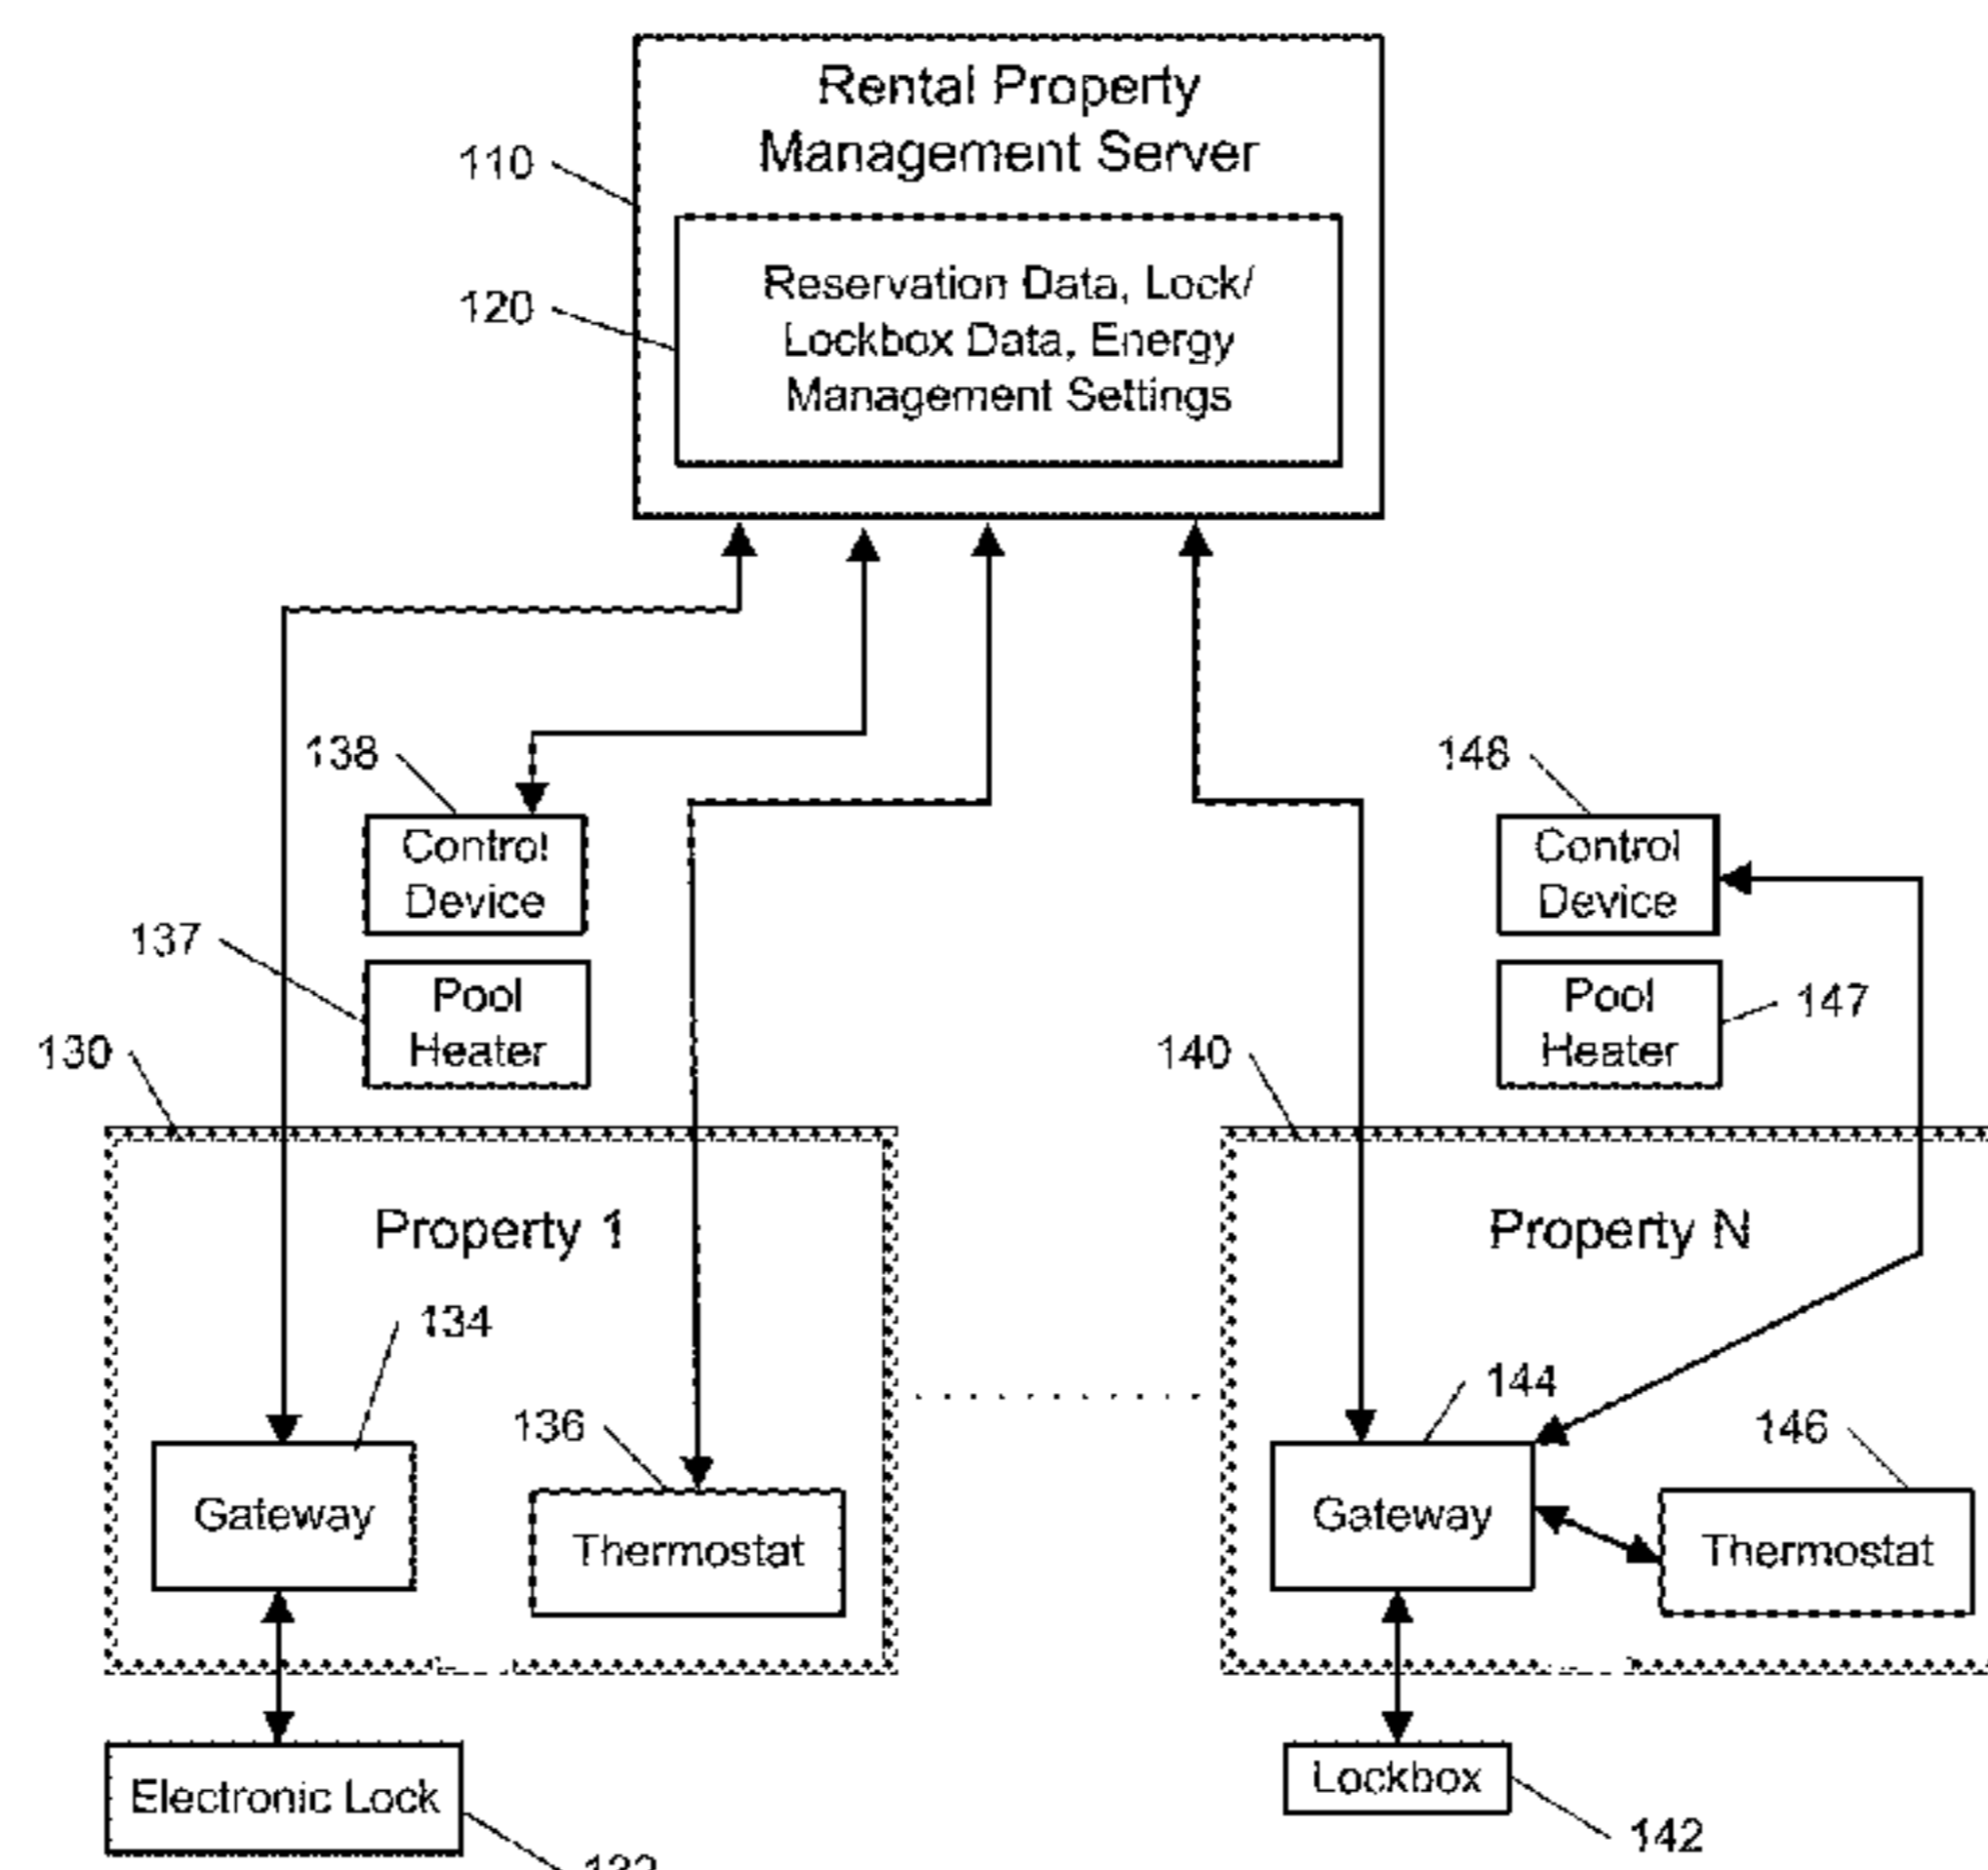 Rental Property
Management Server
110
120
Reservation Data, Lock/
Lockbox Data, Energy
Management Settings
138
Control
Device
137
Pool
Heater
148
Control
Device
Pool
Heater
147
130
140
Property 1
134
136
Gateway
Thermostat
Property N
144
146
Gateway
Thermostat
Electronic Lock
Lockbox
142